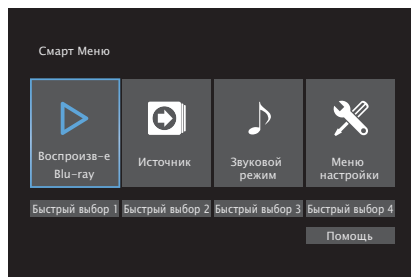 Смарт Меню
Воспроизв-е
Blu-ray
Источник
Звуковой
режим
Меню
настройки
Быстрый выбор 1
Быстрый выбор 2
Быстрый выбор 3
Быстрый выбор 4
Помощь